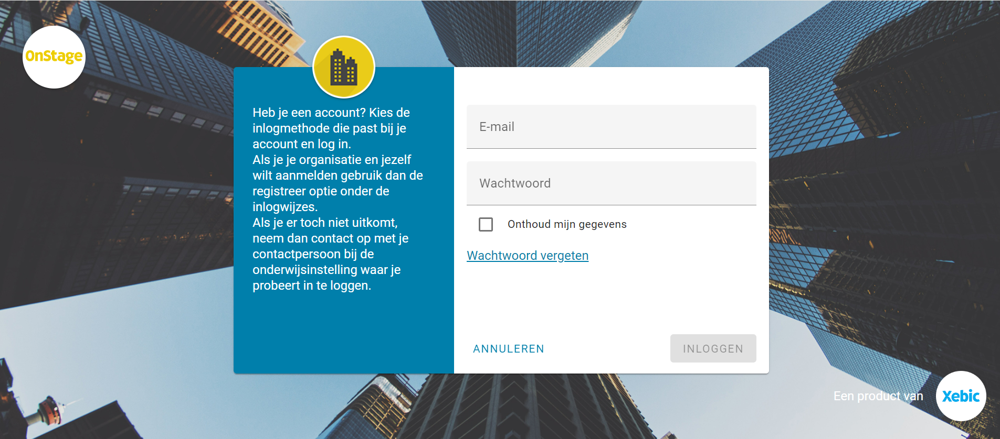 OnStage
Heb je een account? Kies de
inlogmethode die past bij je
account en log in.
Als je je organisatie en jezelf
wilt aanmelden gebruik dan de
registreer optie onder de
inlogwijzes.
Als je er toch niet uitkomt,
neem dan contact op met je
contactpersoon bij de
onderwijsinstelling waar je
probeert in te loggen.
E-mail
Wachtwoord
Onthoud mijn gegevens
Wachtwoord vergeten
ANNULEREN
INLOGGEN
Een product van
Xebic